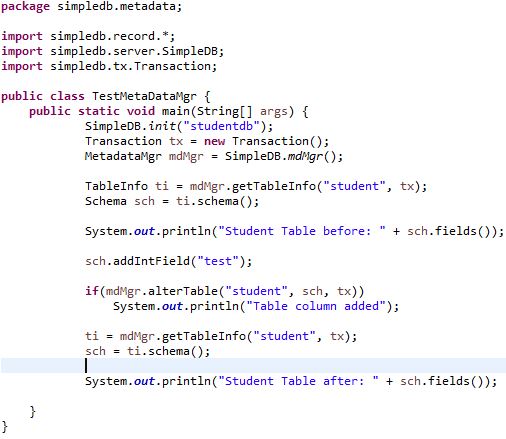 package simpledb.metadata;
import simpledb.record.*;
import simpledb.server.SimpleDB;
import simpledb.tx.Transaction;
public class TestMetaDataMgr {
public static void main(String[] args) {
SimpleDB.init("studentdb");
Transaction tx = new Transaction();
MetadataMgr mdMgr = SimpleDB.mdMgr();
TableInfo ti = mdMgr.getTableInfo("student", tx);
Schema sch = ti.schema();
System.out.println("Student Table before: " + sch.fields());
sch.addIntField("test");
if(mdMgr.alterTable("student", sch, tx))
System.out.println("Table column added");
ti = mdMgr.getTableInfo("student", tx);
sch = ti.schema();
System.out.println("Student Table after: " + sch.fields());
}
}